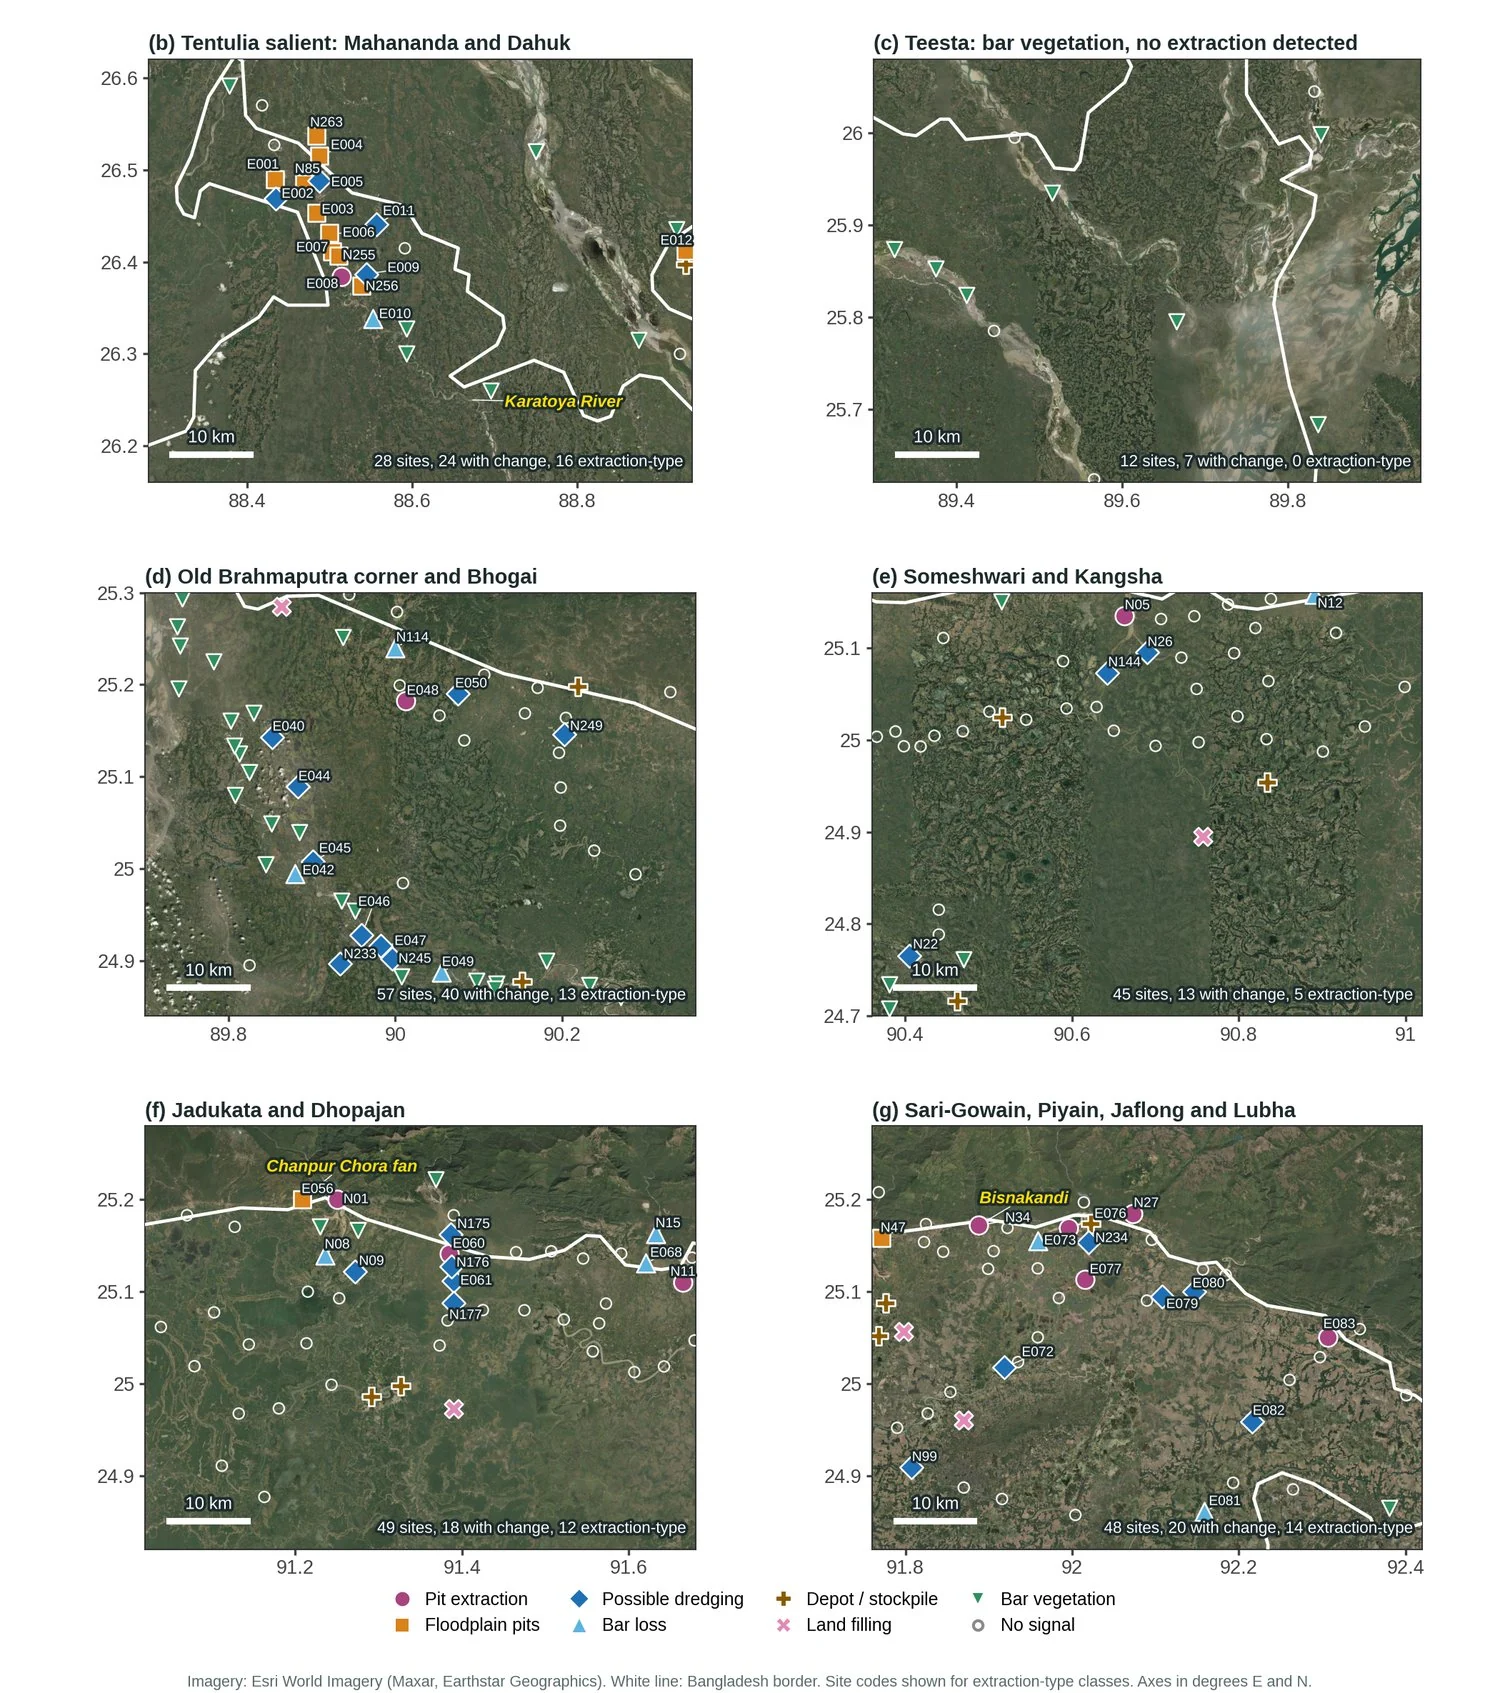 (b) Tentulia salient: Mahananda and Dahuk
26.6
26.5
26.4
26.3
26.2
N263
E004
E001
N85
E005
E002
E003
E011
E006
E007
N255
E009
E008
N256
E010
E012
Karatoya River
10 km
28 sites, 24 with change, 16 extraction-type
88.4 88.6 88.8
(c) Teesta: bar vegetation, no extraction detected
26
25.9
25.8
25.7
10 km
12 sites, 7 with change, 0 extraction-type
89.4 89.6 89.8
(d) Old Brahmaputra corner and Bhogai
25.3
25.2
25.1
25
24.9
N114
E048
E050
E040
N249
E044
E045
E042
E046
E047
N233
N245
E049
10 km
57 sites, 40 with change, 13 extraction-type
89.8 90 90.2
(e) Someshwari and Kangsha
25.1
25
24.9
24.8
24.7
N05
N12
N26
N144
N22
10 km
45 sites, 13 with change, 5 extraction-type
90.4 90.6 90.8 91
(f) Jadukata and Dhopajan
25.2
25.1
25
24.9
Chanpur Chora fan
E056
N01
N175
N15
N08
E060
E068
N09
N176
N11
E061
N177
10 km
49 sites, 18 with change, 12 extraction-type
91.2 91.4 91.6
(g) Sari-Gowain, Piyain, Jaflong and Lubha
25.2
25.1
25
24.9
Bisnakandi
N27
N34
E076
N47
E073
N234
E077
E080
E079
E083
E072
E082
N99
E081
10 km
48 sites, 20 with change, 14 extraction-type
91.8 92 92.2 92.4
Pit extraction Possible dredging Depot / stockpile Bar vegetation
Floodplain pits Bar loss Land filling No signal
Imagery: Esri World Imagery (Maxar, Earthstar Geographics). White line: Bangladesh border. Site codes shown for extraction-type classes. Axes in degrees E and N.